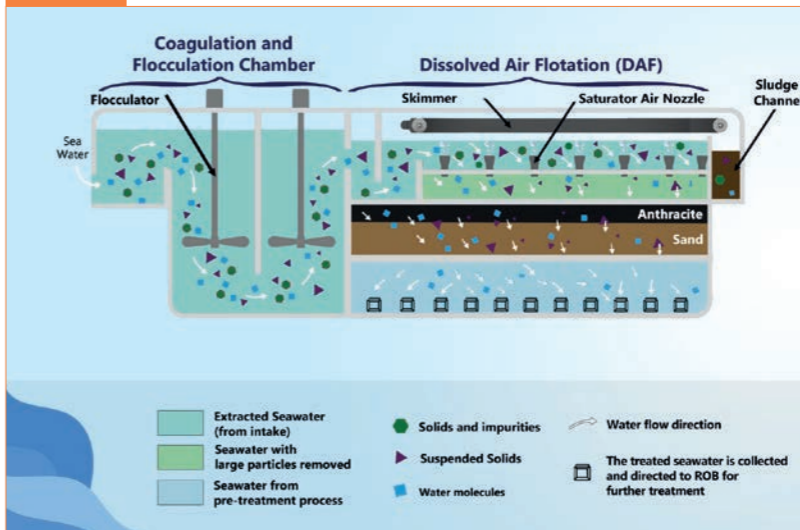 Coagulation and
Flocculation Chamber
Dissolved Air Flotation (DAF)
Flocculator
Skimmer
Saturator Air Nozzle
Sludge
Channel
Sea
Water
Anthracite
Sand
Extracted Seawater
(from intake)
Seawater with
large particles removed
Seawater from
pre-treatment process
Solids and impurities
Suspended Solids
Water molecules
Water flow direction
The treated seawater is collected
and directed to ROB for
further treatment